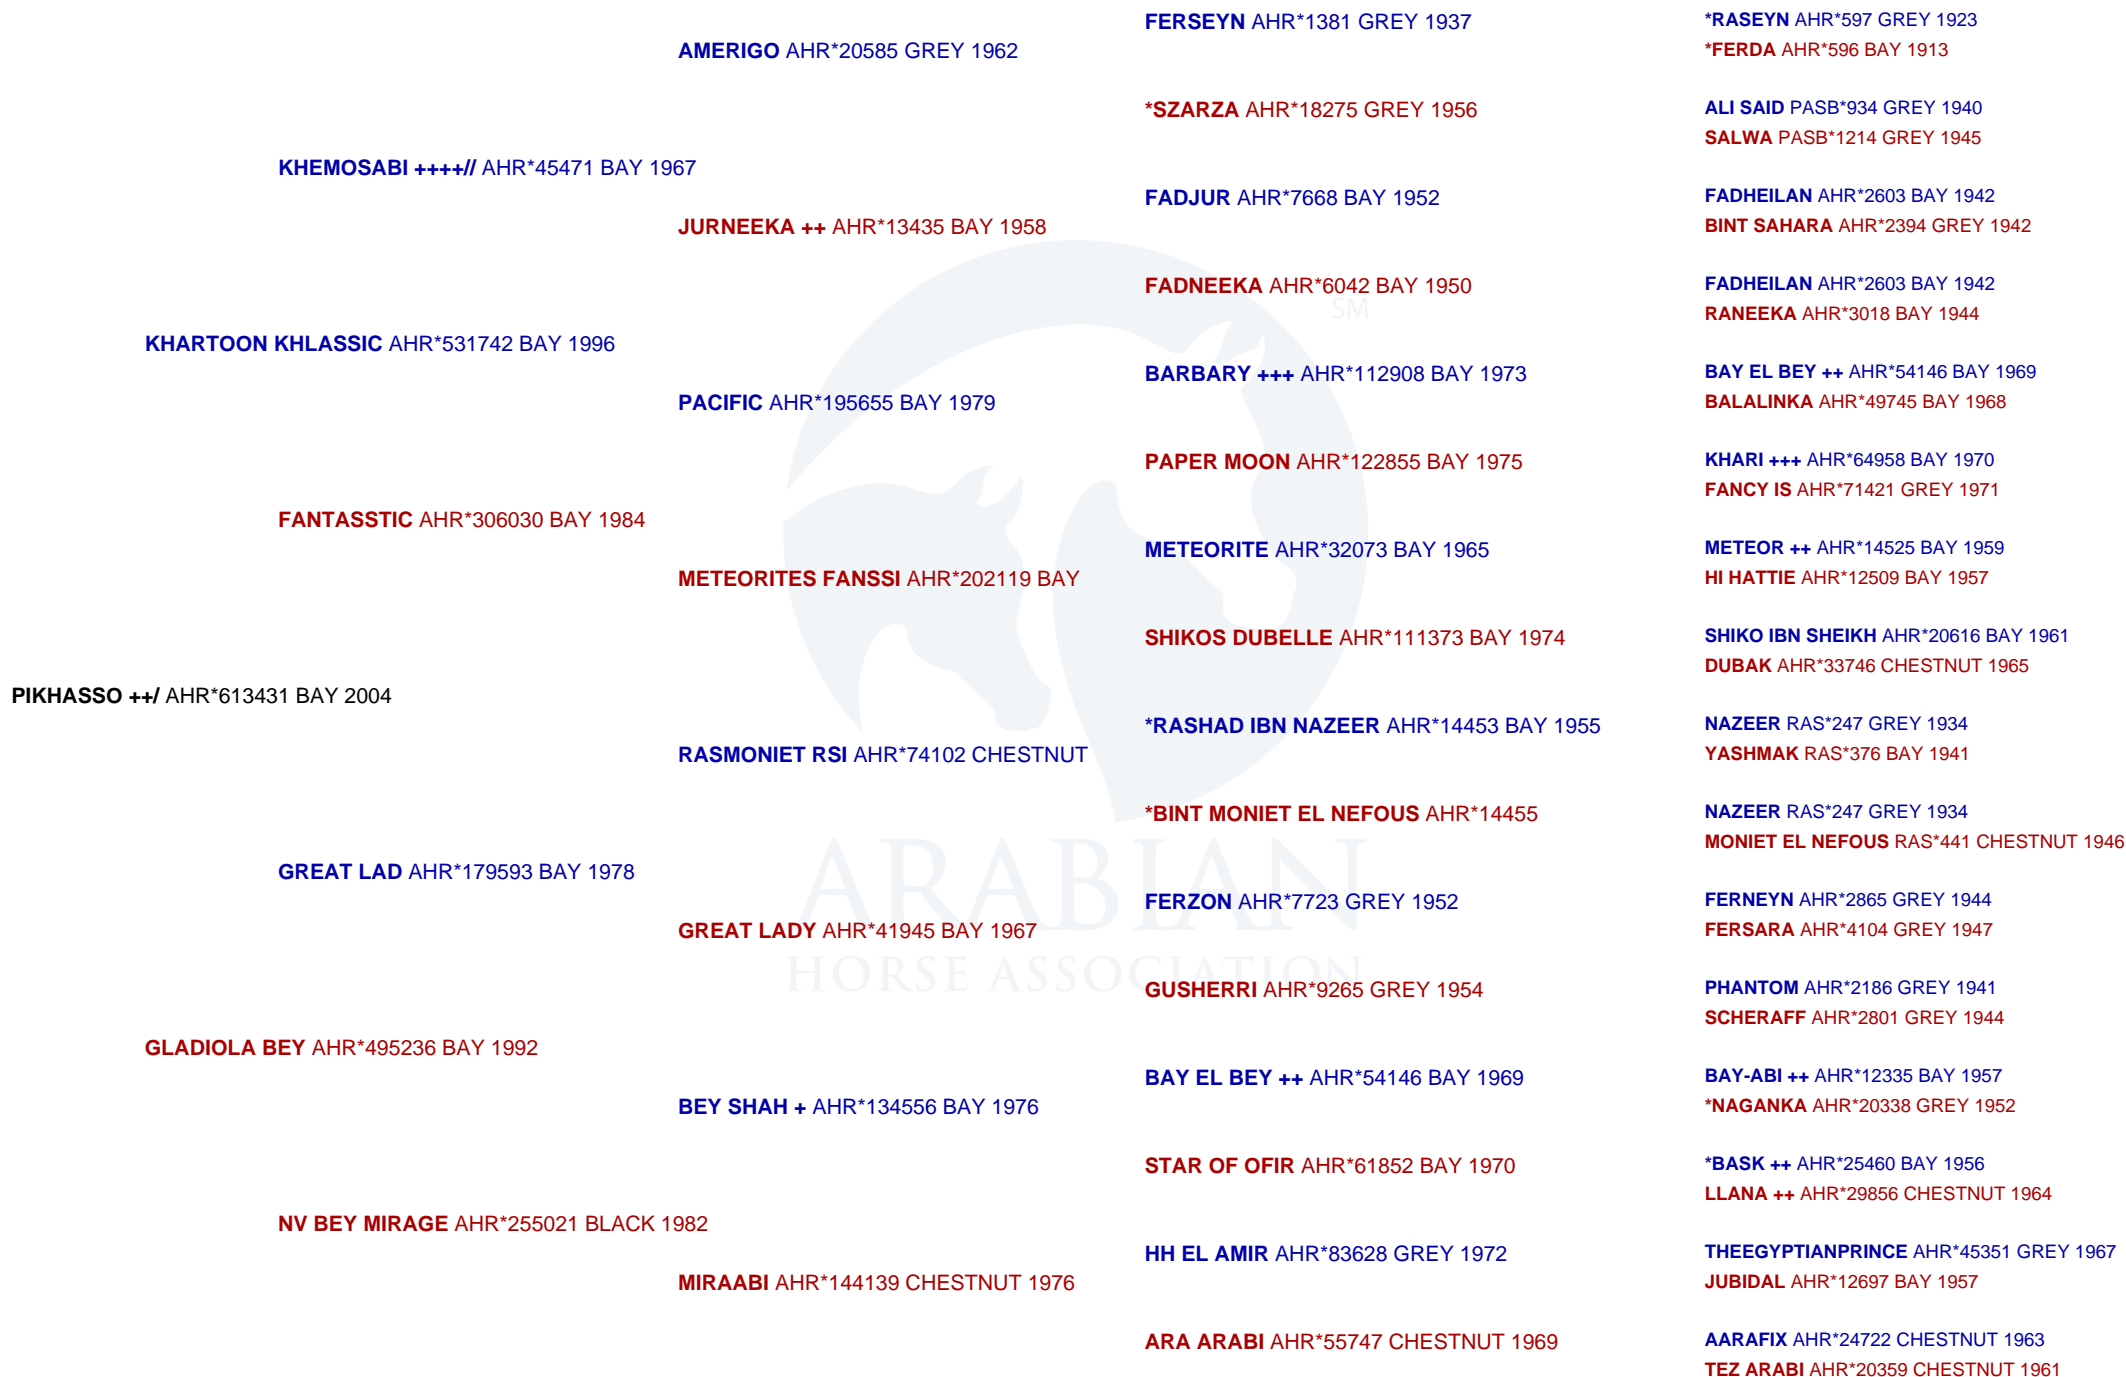 FERSEYN AHR*1381 GREY 1937
*RASEYN AHR*597 GREY 1923
AMERIGO AHR*20585 GREY 1962
*FERDA AHR*596 BAY 1913
*SZARZA AHR*18275 GREY 1956
ALI SAID PASB*934 GREY 1940
SALWA PASB*1214 GREY 1945
KHEMOSABI ++++// AHR*45471 BAY 1967
FADJUR AHR*7668 BAY 1952
FADHEILAN AHR*2603 BAY 1942
JURNEEKA ++ AHR*13435 BAY 1958
BINT SAHARA AHR*2394 GREY 1942
FADNEEKA AHR*6042 BAY 1950
FADHEILAN AHR*2603 BAY 1942
SM
RANEEKA AHR*3018 BAY 1944
KHARTOON KHLASSIC AHR*531742 BAY 1996
BARBARY +++ AHR*112908 BAY 1973
BAY EL BEY ++ AHR*54146 BAY 1969
PACIFIC AHR*195655 BAY 1979
BALALINKA AHR*49745 BAY 1968
PAPER MOON AHR*122855 BAY 1975
KHARI +++ AHR*64958 BAY 1970
FANCY IS AHR*71421 GREY 1971
FANTASSTIC AHR*306030 BAY 1984
METEORITE AHR*32073 BAY 1965
METEOR ++ AHR*14525 BAY 1959
METEORITES FANSSI AHR*202119 BAY
HI HATTIE AHR*12509 BAY 1957
SHIKOS DUBELLE AHR*111373 BAY 1974
SHIKO IBN SHEIKH AHR*20616 BAY 1961
DUBAK AHR*33746 CHESTNUT 1965
PIKHASSO ++/ AHR*613431 BAY 2004
*RASHAD IBN NAZEER AHR*14453 BAY 1955
NAZEER RAS*247 GREY 1934
RASMONIET RSI AHR*74102 CHESTNUT
YASHMAK RAS*376 BAY 1941
*BINT MONIET EL NEFOUS AHR*14455
NAZEER RAS*247 GREY 1934
MONIET EL NEFOUS RAS*441 CHESTNUT 1946
GREAT LAD AHR*179593 BAY 1978
ARABIAN
FERZON AHR*7723 GREY 1952
FERNEYN AHR*2865 GREY 1944
GREAT LADY AHR*41945 BAY 1967
FERSARA AHR*4104 GREY 1947
HORSE ASSOCIATION
GUSHERRI AHR*9265 GREY 1954
PHANTOM AHR*2186 GREY 1941
SCHERAFF AHR*2801 GREY 1944
GLADIOLA BEY AHR*495236 BAY 1992
BAY EL BEY ++ AHR*54146 BAY 1969
BAY-ABI ++ AHR*12335 BAY 1957
BEY SHAH + AHR*134556 BAY 1976
*NAGANKA AHR*20338 GREY 1952
STAR OF OFIR AHR*61852 BAY 1970
*BASK ++ AHR*25460 BAY 1956
LLANA ++ AHR*29856 CHESTNUT 1964
NV BEY MIRAGE AHR*255021 BLACK 1982
HH EL AMIR AHR*83628 GREY 1972
THEEGYPTIANPRINCE AHR*45351 GREY 1967
MIRAABI AHR*144139 CHESTNUT 1976
JUBIDAL AHR*12697 BAY 1957
ARA ARABI AHR*55747 CHESTNUT 1969
AARAFIX AHR*24722 CHESTNUT 1963
TEZ ARABI AHR*20359 CHESTNUT 1961